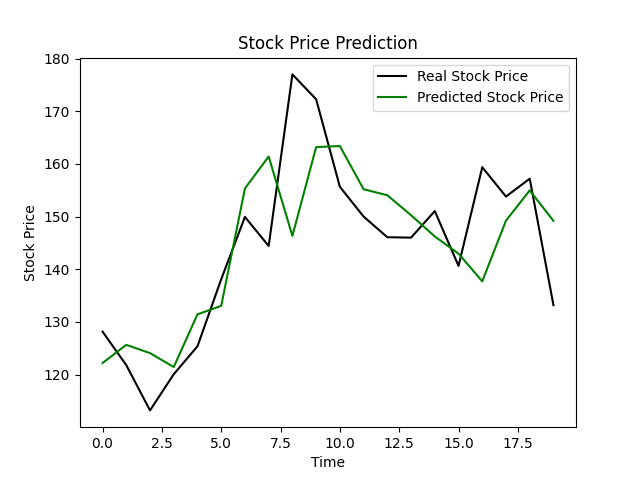 Stock Price Prediction
Real Stock Price
Predicted Stock Price
Stock Price
180
170
160
150
140
130
120
0.0 2.5 5.0 7.5 10.0 12.5 15.0 17.5
Time